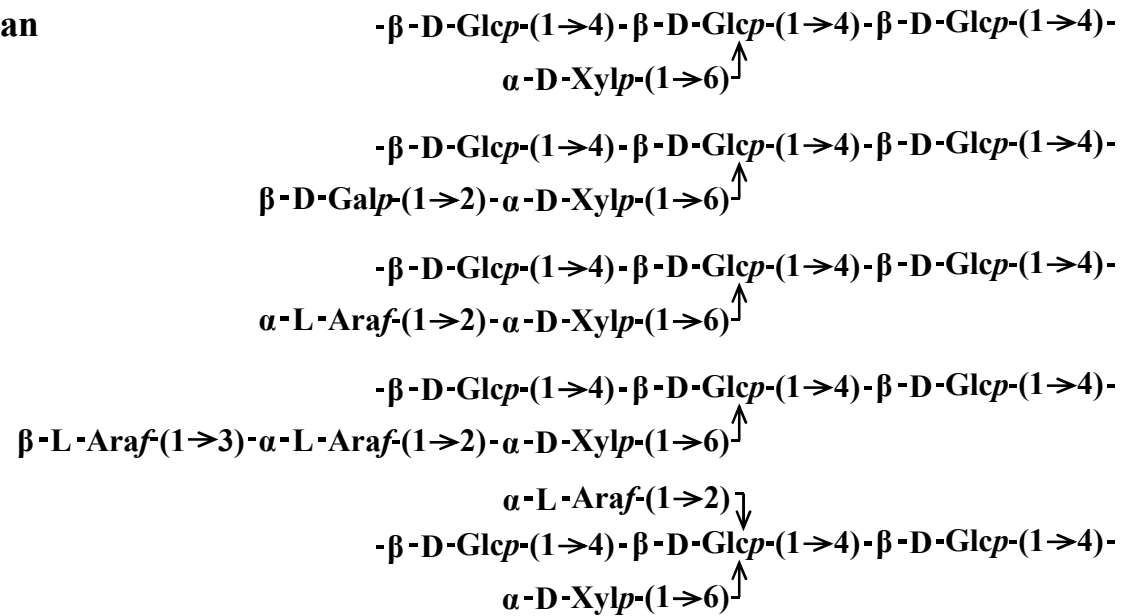 an -β-D-Glcp-(1→4)-β-D-Glcp-(1→4)-β-D-Glcp-(1→4)-
α-D-Xylp-(1→6)
-β-D-Glcp-(1→4)-β-D-Glcp-(1→4)-β-D-Glcp-(1→4)-
β-D-Galp-(1→2)-α-D-Xylp-(1→6)
-β-D-Glcp-(1→4)-β-D-Glcp-(1→4)-β-D-Glcp-(1→4)-
α-L-Araf-(1→2)-α-D-Xylp-(1→6)
-β-D-Glcp-(1→4)-β-D-Glcp-(1→4)-β-D-Glcp-(1→4)-
β-L-Araf-(1→3)-α-L-Araf-(1→2)-α-D-Xylp-(1→6)
α-L-Araf-(1→2)
-β-D-Glcp-(1→4)-β-D-Glcp-(1→4)-β-D-Glcp-(1→4)-
α-D-Xylp-(1→6)